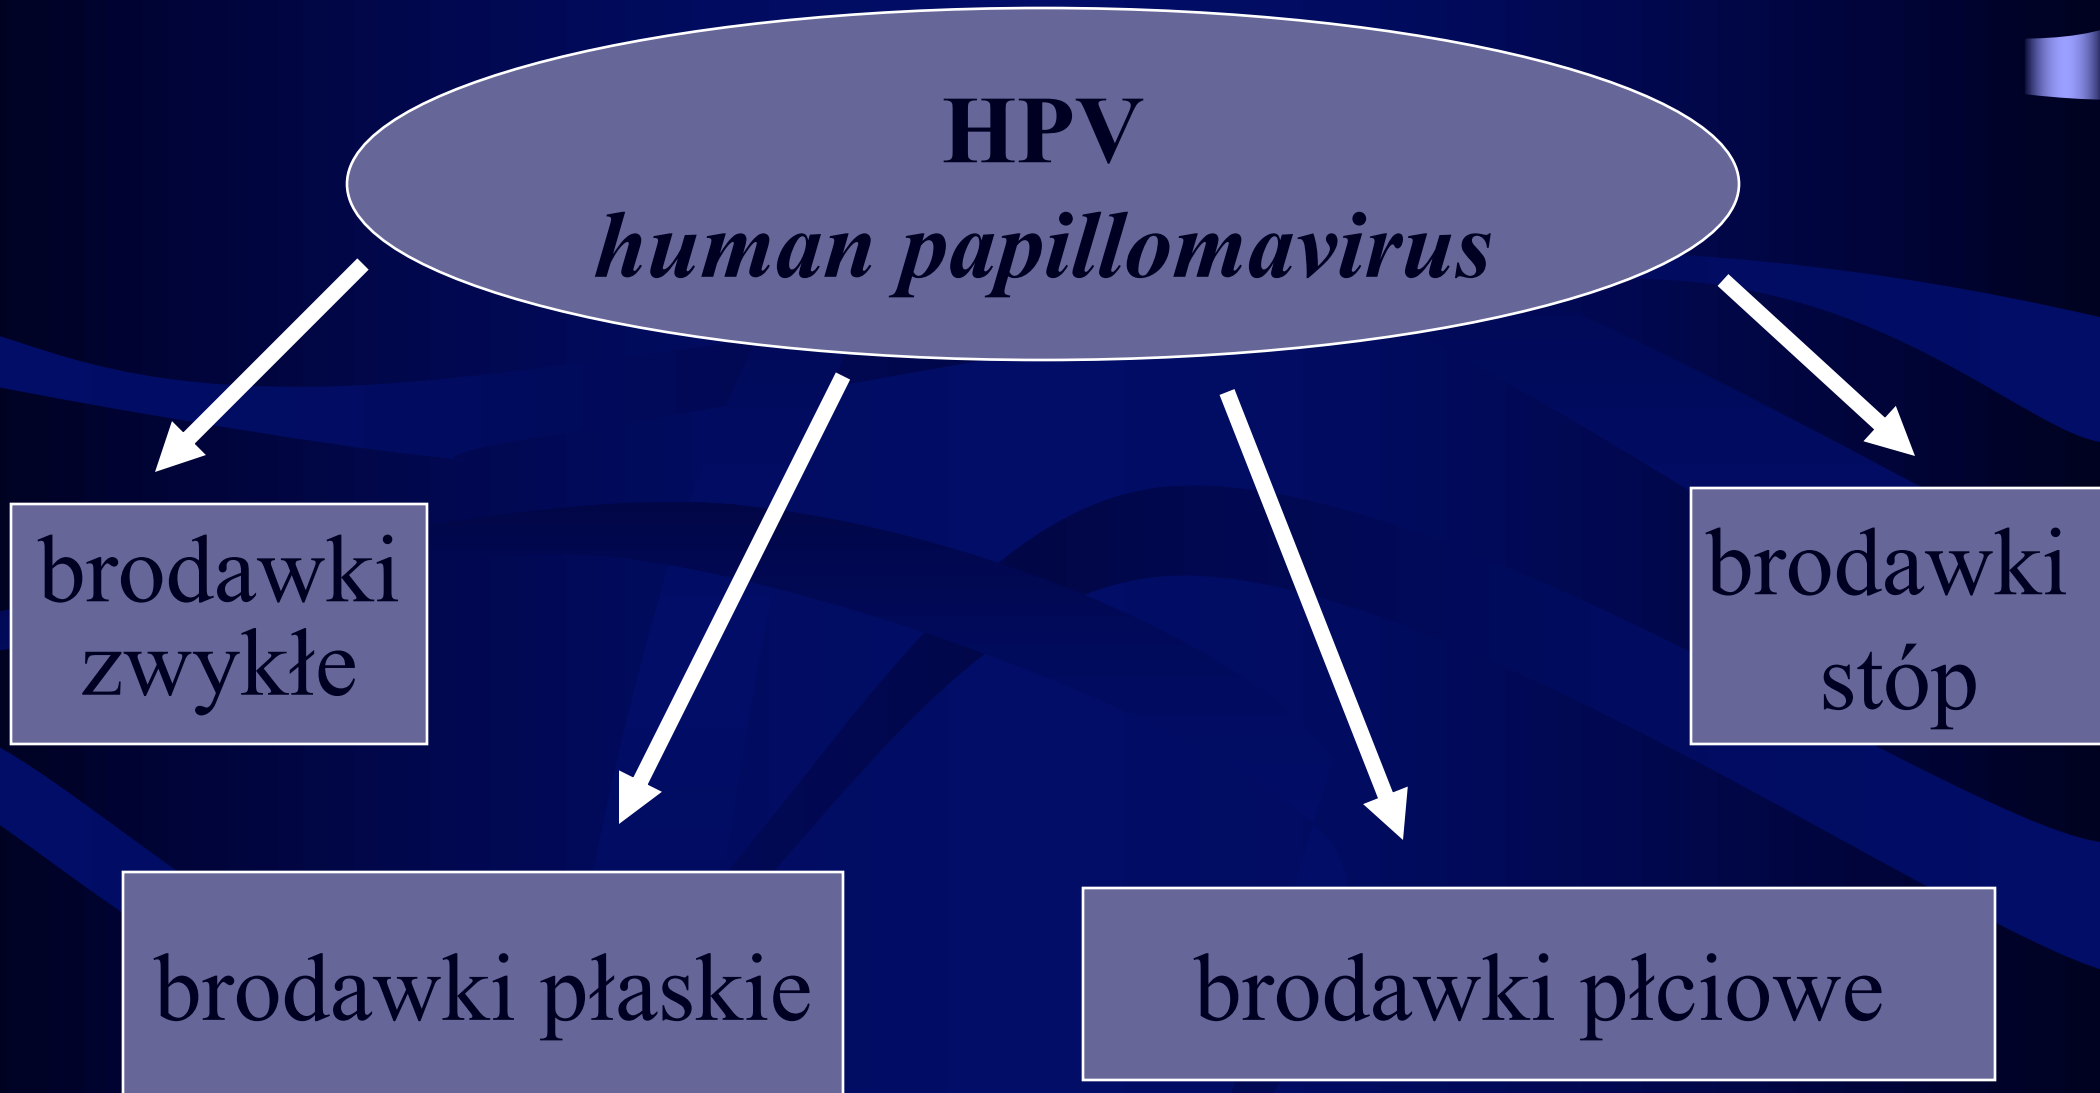 HPV
human papillomavirus
brodawki
zwykłe
brodawki
stóp
brodawki płaskie
brodawki płciowe